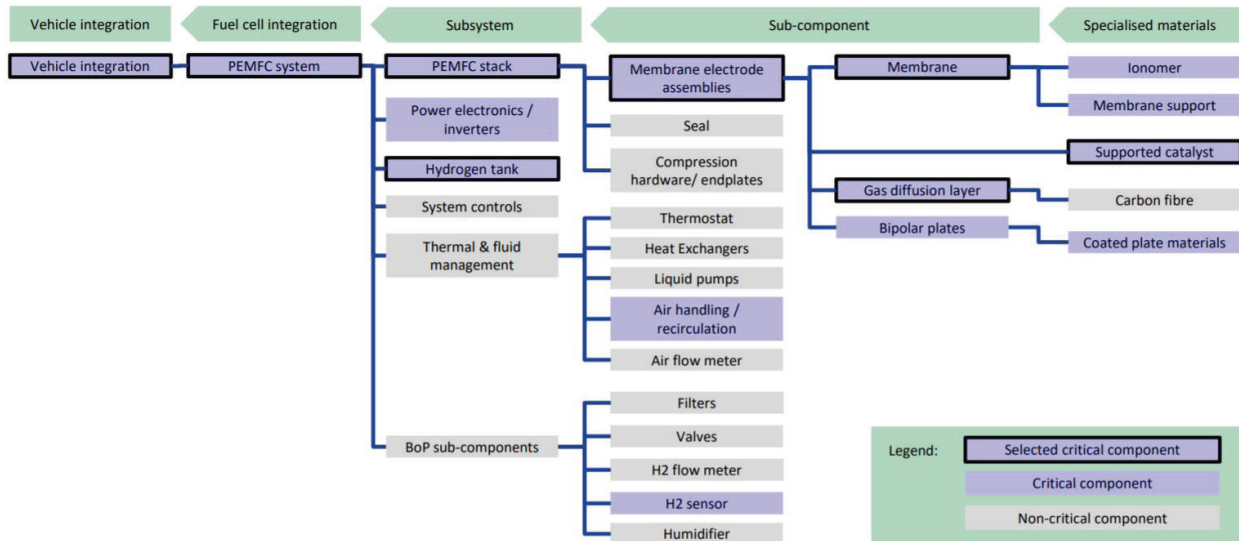 Vehicle integration
Fuel cell integration
Subsystem
Sub-component
Specialised materials
Vehicle integration
PEMFC system
PEMFC stack
Power electronics /
inverters
Hydrogen tank
System controls
Thermal & fluid
management
BoP sub-components
Membrane electrode
assemblies
Seal
Compression
hardware/ endplates
Thermostat
Heat Exchangers
Liquid pumps
Air handling /
recirculation
Air flow meter
Filters
Valves
H2 flow meter
H2 sensor
Humidifier
Membrane
Gas diffusion layer
Bipolar plates
Ionomer
Membrane support
Supported catalyst
Carbon fibre
Coated plate materials
Legend:
Selected critical component
Critical component
Non-critical component